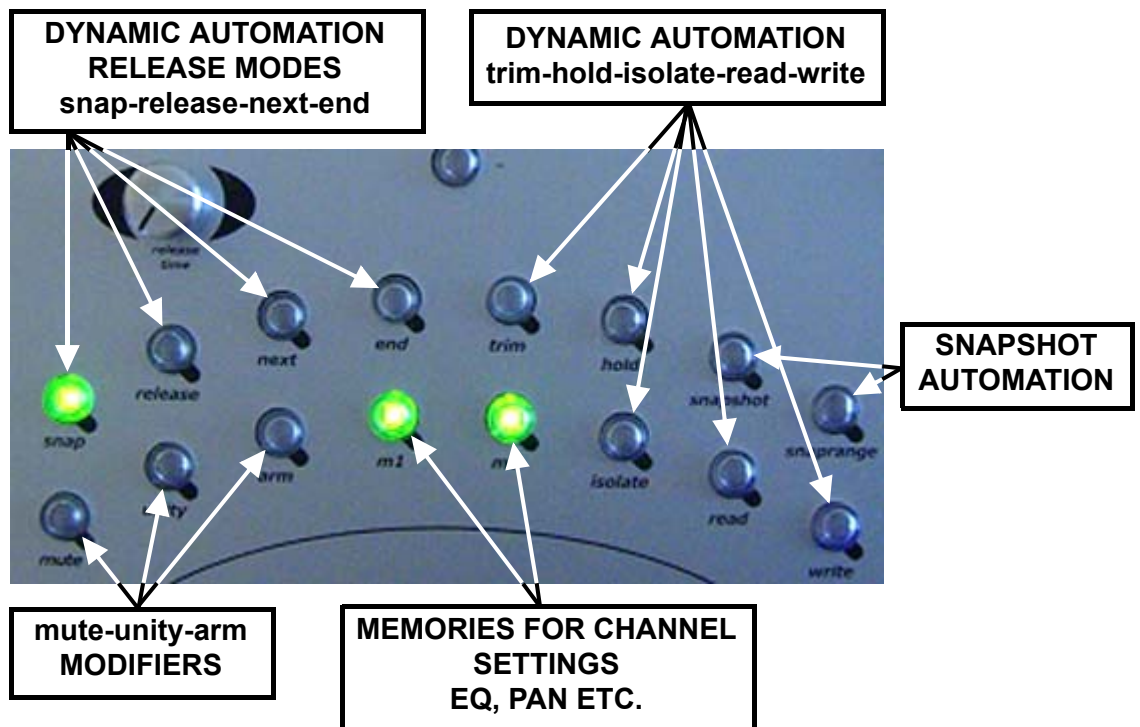 DYNAMIC AUTOMATION
RELEASE MODES
snap-release-next-end
DYNAMIC AUTOMATION
trim-hold-isolate-read-write
release
time
end
trim
next
hold
release
snapshot
SNAPSHOT
AUTOMATION
snap
m1
snaprange
arm
isolate
read
mute
write
mute-unity-arm
MODIFIERS
MEMORIES FOR CHANNEL
SETTINGS
EQ, PAN ETC.